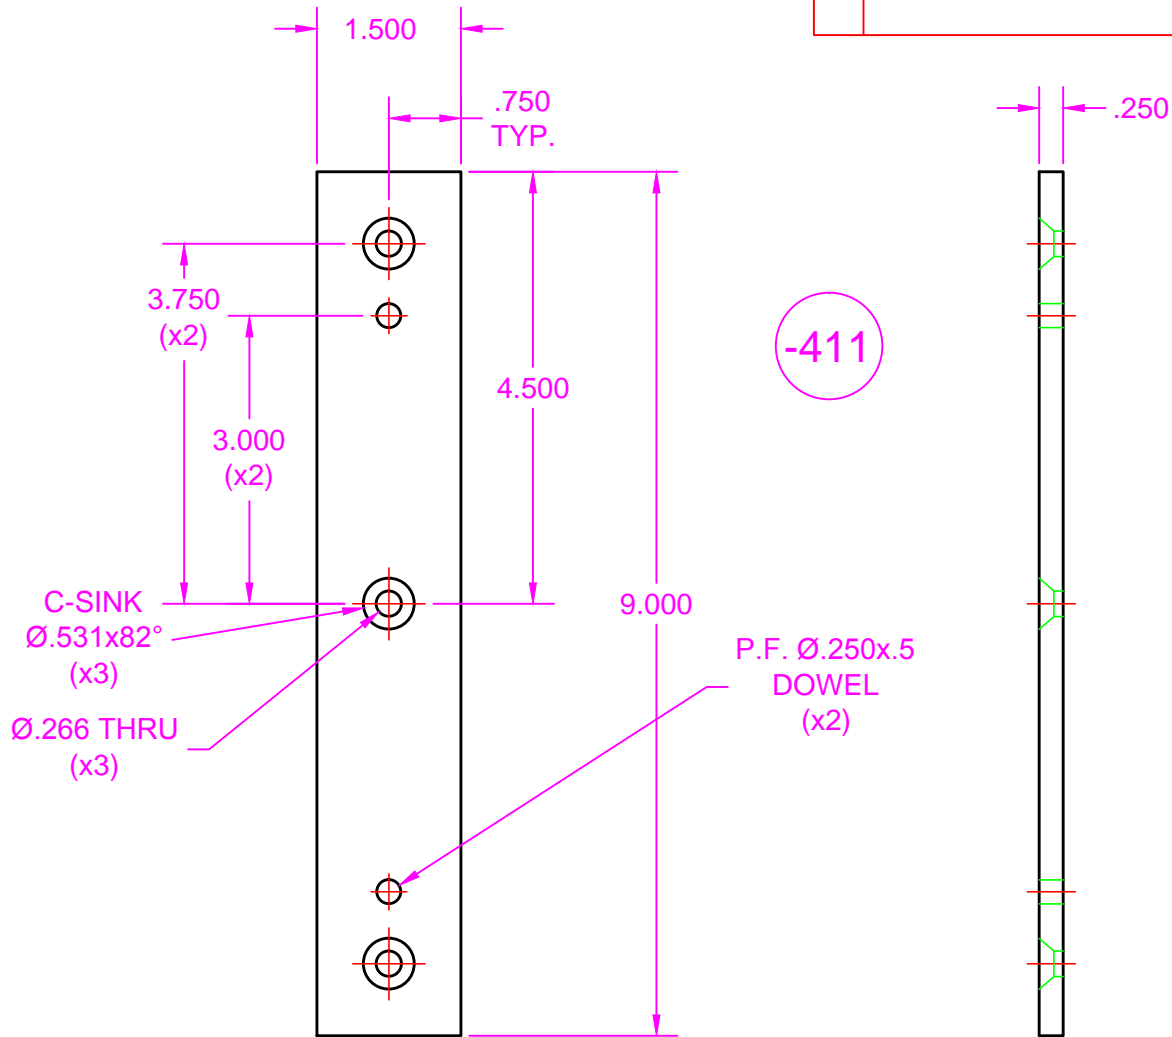 1.500
.750
TYP.
.250
3.750
(x2)
-411
4.500
3.000
(x2)
C-SINK
Ø.531x82°
(x3)
9.000
P.F. Ø.250x.5
DOWEL
(x2)
Ø.266 THRU
(x3)